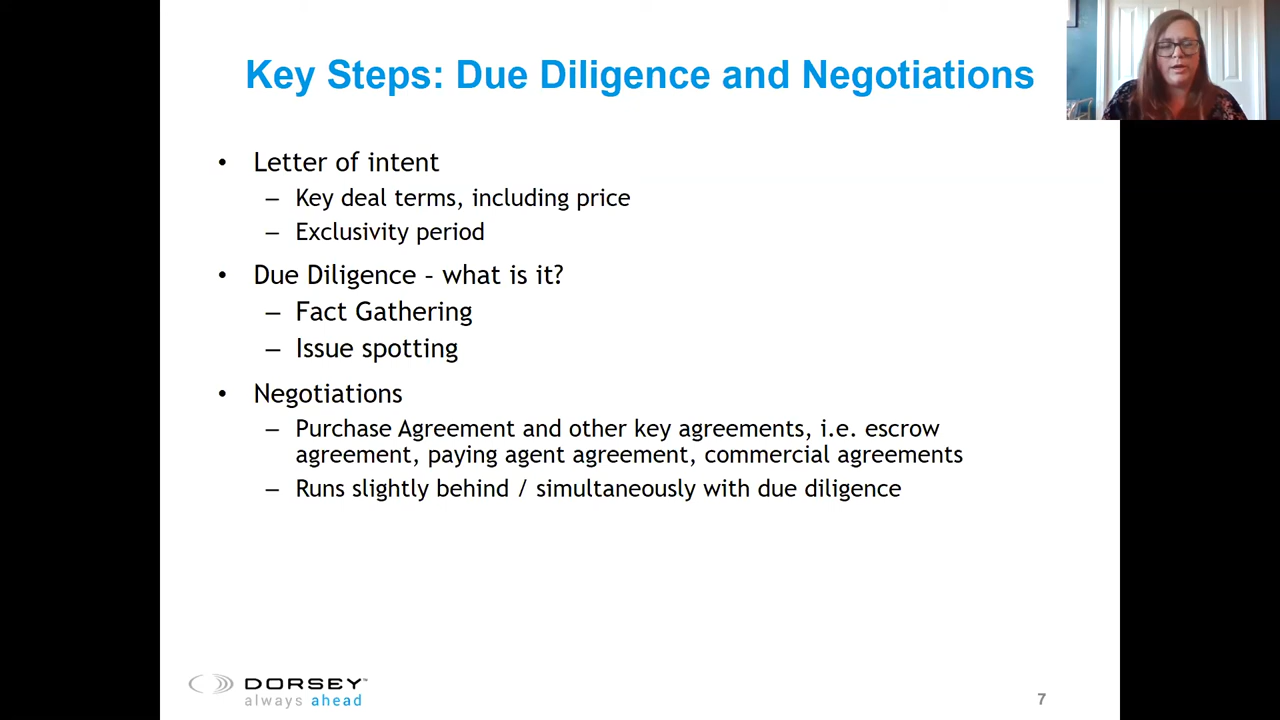 Key Steps: Due Diligence and Negotiations
• Letter of intent
– Key deal terms, including price
– Exclusivity period
• Due Diligence – what is it?
– Fact Gathering
– Issue spotting
• Negotiations
– Purchase Agreement and other key agreements, i.e. escrow
agreement, paying agent agreement, commercial agreements
– Runs slightly behind / simultaneously with due diligence
DORSEY™
always ahead
7